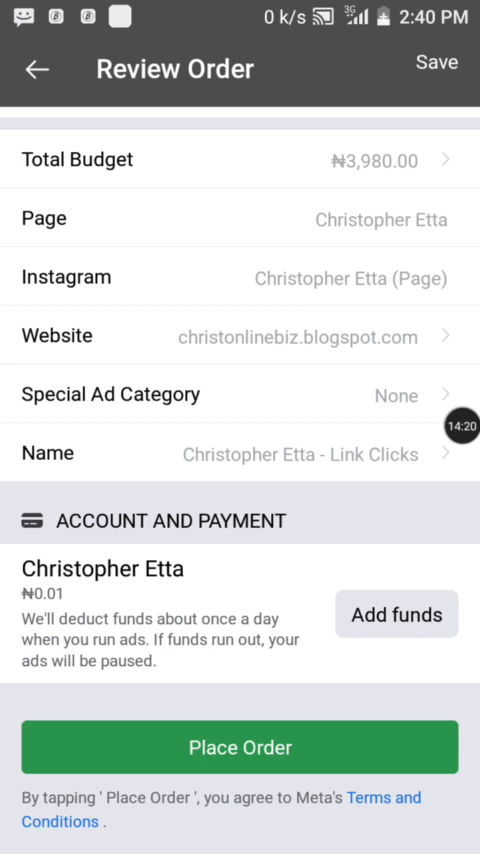 0 k/s 3G 2:40 PM
Review Order Save
Total Budget ₦3,980.00
Page Christopher Etta
Instagram Christopher Etta (Page)
Website christonlinebiz.blogspot.com
Special Ad Category None
14:20
Name Christopher Etta - Link Clicks
ACCOUNT AND PAYMENT
Christopher Etta
₦0.01
We'll deduct funds about once a day
when you run ads. If funds run out, your
ads will be paused.
Add funds
Place Order
By tapping ' Place Order ', you agree to Meta's Terms and
Conditions .